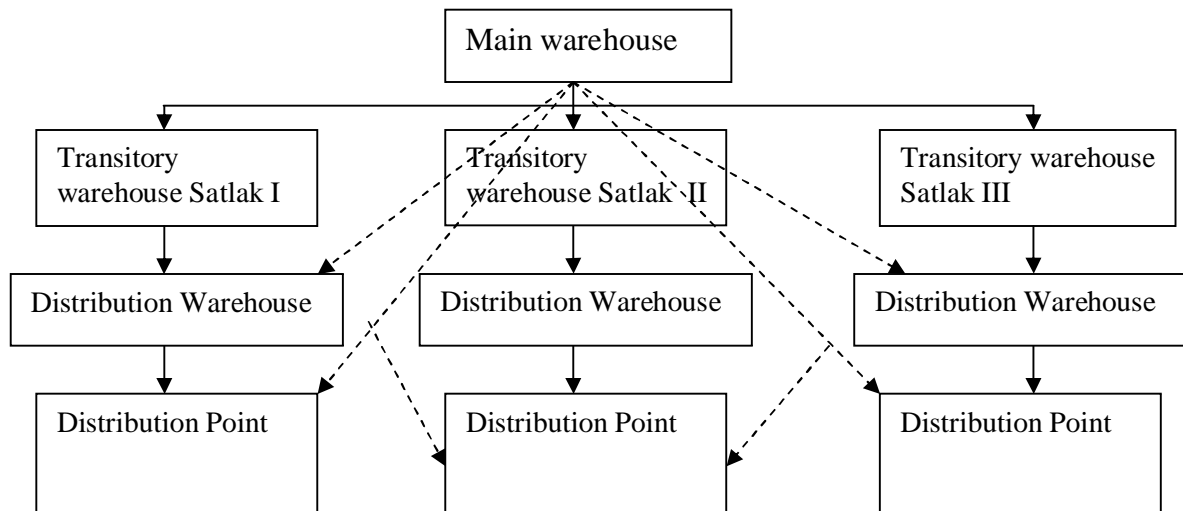 Main warehouse
Transitory
warehouse Satlak I
Transitory
warehouse Satlak II
Transitory warehouse
Satlak III
Distribution Warehouse
Distribution Warehouse
Distribution Warehouse
Distribution Point
Distribution Point
Distribution Point